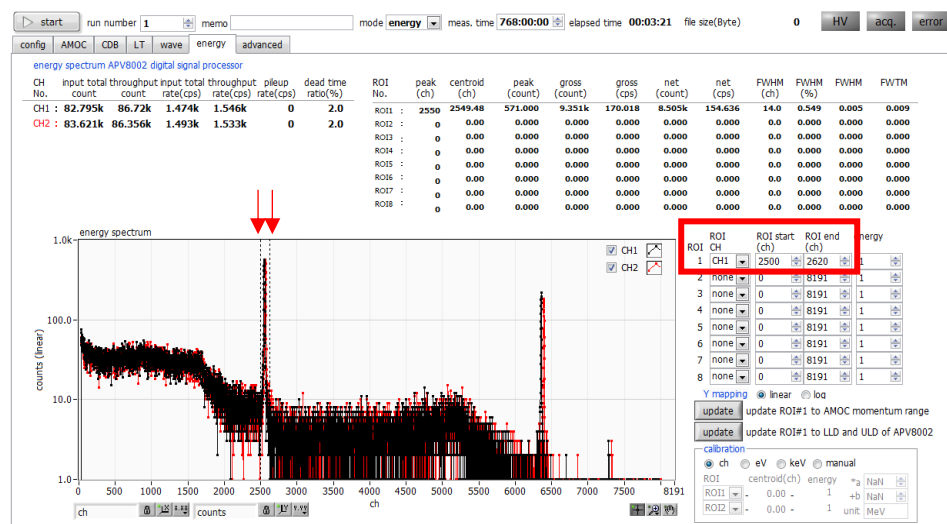 start run number 1 memo mode energy meas. time 768:00:00 elapsed time 00:03:21 file size(Byte) 0 HV acq. error
config AMOC CDB LT wave energy advanced
energy spectrum APV8002 digital signal processor
CH input total throughput input total throughput pileup dead time
No. count count rate(cps) rate(cps) rate(cps) ratio(%)
CH1 : 82.795k 86.72k 1.474k 1.546k 0 2.0
CH2 : 83.621k 86.356k 1.493k 1.533k 0 2.0
ROI peak centroid peak gross gross net net FWHM FWHM FWHM FWTM
No. (ch) (ch) (count) (count) (cps) (count) (cps) (ch) (%)
ROI1 : 2550 2549.48 571.000 9.351k 170.018 8.505k 154.636 14.0 0.549 0.005 0.009
ROI2 : 0 0.00 0.000 0.000 0.000 0.000 0.000 0.0 0.000 0.000 0.000
ROI3 : 0 0.00 0.000 0.000 0.000 0.000 0.000 0.0 0.000 0.000 0.000
ROI4 : 0 0.00 0.000 0.000 0.000 0.000 0.000 0.0 0.000 0.000 0.000
ROI5 : 0 0.00 0.000 0.000 0.000 0.000 0.000 0.0 0.000 0.000 0.000
ROI6 : 0 0.00 0.000 0.000 0.000 0.000 0.000 0.0 0.000 0.000 0.000
ROI7 : 0 0.00 0.000 0.000 0.000 0.000 0.000 0.0 0.000 0.000 0.000
ROI8 : 0 0.00 0.000 0.000 0.000 0.000 0.000 0.0 0.000 0.000 0.000
energy spectrum
1.0k
100.0
10.0
1.0
counts (linear)
CH1
CH2
0 500 1000 1500 2000 2500 3000 3500 4000 4500 5000 5500 6000 6500 7000 7500 8191
ch
ch counts
ROI ROI start ROI end energy
ROI CH (ch) (ch)
1 CH1 2500 2620 1
2 none 0 8191 1
3 none 0 8191 1
4 none 0 8191 1
5 none 0 8191 1
6 none 0 8191 1
7 none 0 8191 1
8 none 0 8191 1
Y mapping linear log
update update ROI#1 to AMOC momentum range
update update ROI#1 to LLD and ULD of APV8002
calibration
ch eV keV manual
ROI centroid(ch) energy *a NaN
ROI1 - 0.00 - 1 +b NaN
ROI2 - 0.00 - 1 unit MeV